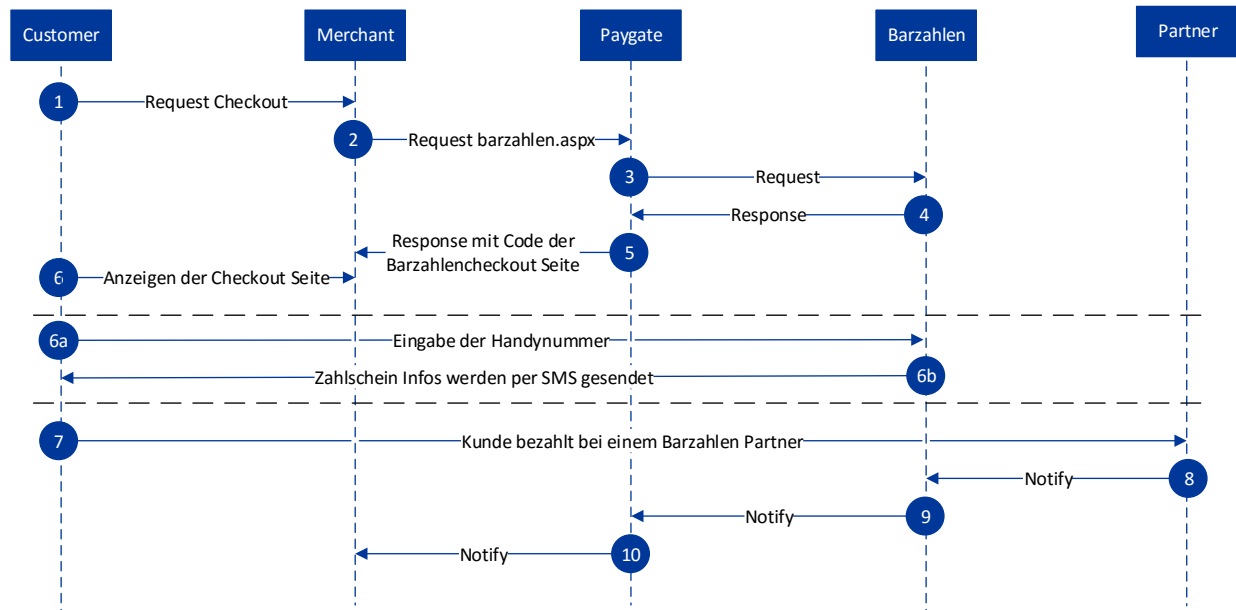 Customer
Merchant
Paygate
Barzahlen
Partner
1
Request Checkout
2
Request barzahlen.aspx
3
Request
Response
4
Response mit Code der
Barzahlencheckout Seite
5
6
Anzeigen der Checkout Seite
6a
Eingabe der Handynummer
Zahlschein Infos werden per SMS gesendet
6b
7
Kunde bezahlt bei einem Barzahlen Partner
Notify
8
Notify
9
Notify
10